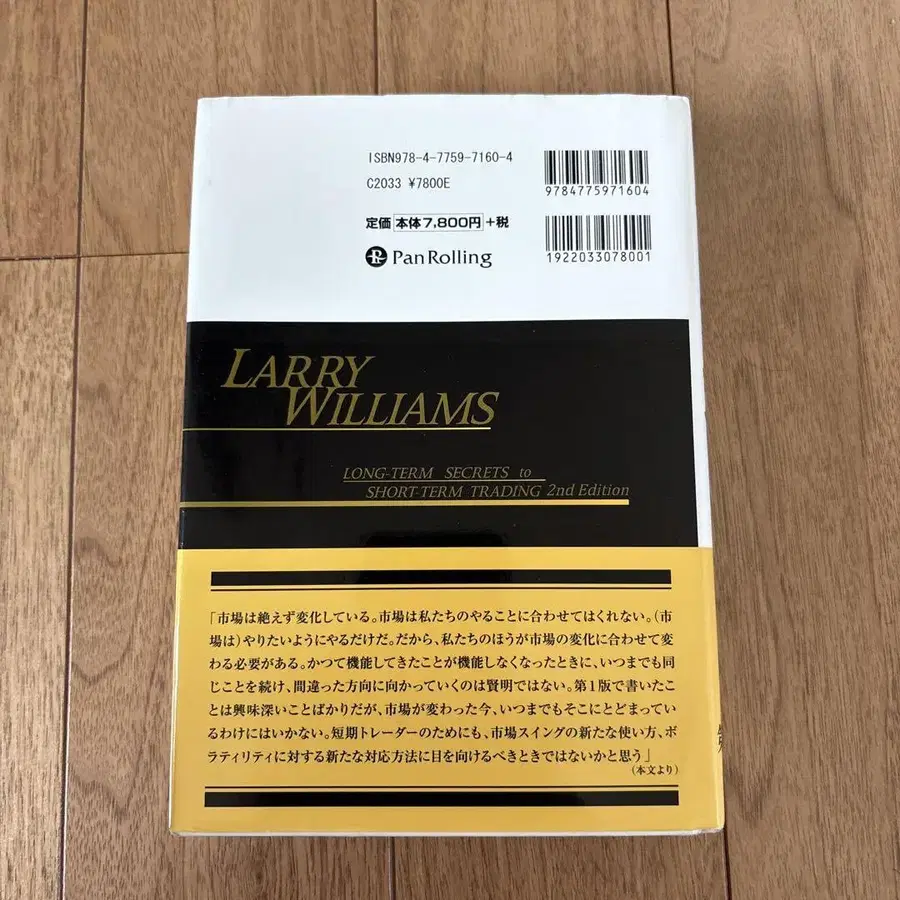 ISBN978-4-7759-7160-4
C2033 ¥7800E
定価 本体7,800円 +税
PanRolling
9784775971604
1922033078001
LARRY
WILLIAMS
LONG-TERM SECRETS to
SHORT-TERM TRADING 2nd Edition
「市場は絶えず変化している。市場は私たちのやることに合わせてはくれない。(市
場は)やりたいようにやるだけだ。だから、私たちのほうが市場の変化に合わせて変
わる必要がある。かつて機能してきたことが機能しなくなったときに、いつまでも同
じことを続け、間違った方向に向かっていくのは賢明ではない。第1版で書いたこ
とは興味深いことばかりだが、市場が変わった今、いつまでもそこにとどまってい
るわけにはいかない。短期トレーダーのためにも、市場スイングの新たな使い方、ボ
ラティリティに対する新たな対応方法に目を向けるべきときではないかと思う」
(本文より)